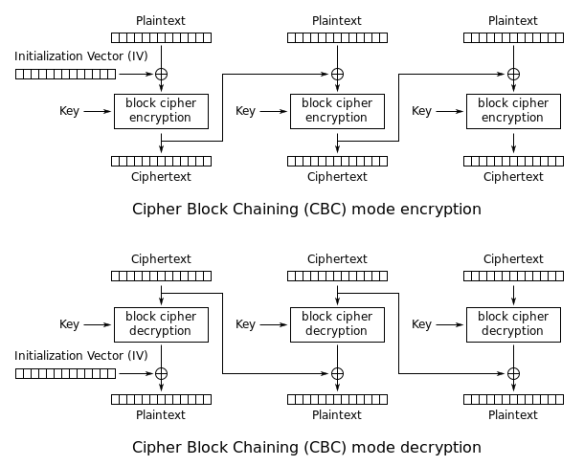 Plaintext Plaintext Plaintext
Initialization Vector (IV)
Key block cipher encryption Key block cipher encryption Key block cipher encryption
Ciphertext Ciphertext Ciphertext
Cipher Block Chaining (CBC) mode encryption
Ciphertext Ciphertext Ciphertext
Key block cipher decryption Key block cipher decryption Key block cipher decryption
Initialization Vector (IV)
Plaintext Plaintext Plaintext
Cipher Block Chaining (CBC) mode decryption